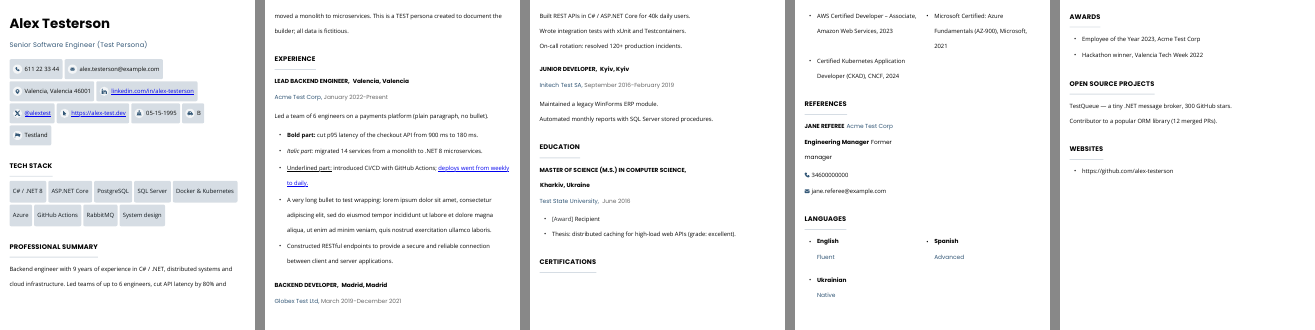 Alex Testerson
Senior Software Engineer (Test Persona)
611 22 33 44 alex.testerson@example.com
Valencia, Valencia 46001 linkedin.com/in/alex-testerson
@alextest https://alex-test.dev 05-15-1995 B
Testland
TECH STACK
C# / .NET 8 ASP.NET Core PostgreSQL SQL Server Docker & Kubernetes
Azure GitHub Actions RabbitMQ System design
PROFESSIONAL SUMMARY
Backend engineer with 9 years of experience in C# / .NET, distributed systems and
cloud infrastructure. Led teams of up to 6 engineers, cut API latency by 80% and
moved a monolith to microservices. This is a TEST persona created to document the
builder; all data is fictitious.
EXPERIENCE
LEAD BACKEND ENGINEER, Valencia, Valencia
Acme Test Corp, January 2022–Present
Led a team of 6 engineers on a payments platform (plain paragraph, no bullet).
• Bold part: cut p95 latency of the checkout API from 900 ms to 180 ms.
• Italic part: migrated 14 services from a monolith to .NET 8 microservices.
• Underlined part: introduced CI/CD with GitHub Actions; deploys went from weekly
to daily.
• A very long bullet to test wrapping: lorem ipsum dolor sit amet, consectetur
adipiscing elit, sed do eiusmod tempor incididunt ut labore et dolore magna
aliqua, ut enim ad minim veniam, quis nostrud exercitation ullamco laboris.
• Constructed RESTful endpoints to provide a secure and reliable connection
between client and server applications.
BACKEND DEVELOPER, Madrid, Madrid
Globex Test Ltd, March 2019–December 2021
Built REST APIs in C# / ASP.NET Core for 40k daily users.
Wrote integration tests with xUnit and Testcontainers.
On-call rotation: resolved 120+ production incidents.
JUNIOR DEVELOPER, Kyiv, Kyiv
Initech Test SA, September 2016–February 2019
Maintained a legacy WinForms ERP module.
Automated monthly reports with SQL Server stored procedures.
EDUCATION
MASTER OF SCIENCE (M.S.) IN COMPUTER SCIENCE,
Kharkiv, Ukraine
Test State University, June 2016
• [Award] Recipient
• Thesis: distributed caching for high-load web APIs (grade: excellent).
CERTIFICATIONS
• AWS Certified Developer – Associate,
Amazon Web Services, 2023
• Microsoft Certified: Azure
Fundamentals (AZ-900), Microsoft,
2021
• Certified Kubernetes Application
Developer (CKAD), CNCF, 2024
REFERENCES
JANE REFEREE Acme Test Corp
Engineering Manager Former
manager
34600000000
jane.referee@example.com
LANGUAGES
• English
Fluent
• Spanish
Advanced
• Ukrainian
Native
AWARDS
• Employee of the Year 2023, Acme Test Corp
• Hackathon winner, Valencia Tech Week 2022
OPEN SOURCE PROJECTS
TestQueue — a tiny .NET message broker, 300 GitHub stars.
Contributor to a popular ORM library (12 merged PRs).
WEBSITES
• https://github.com/alex-testerson